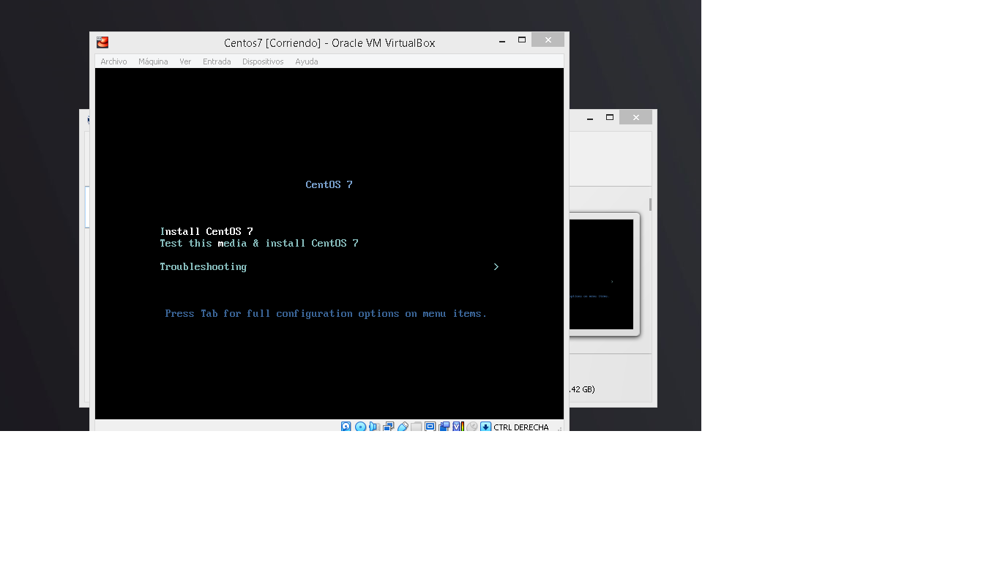 Centos7 [Corriendo] - Oracle VM VirtualBox
Archivo Máquina Ver Entrada Dispositivos Ayuda
CentOS 7
Install CentOS 7
Test this media & install CentOS 7
Troubleshooting >
Press Tab for full configuration options on menu items.
.42 GB)
CTRL DERECHA